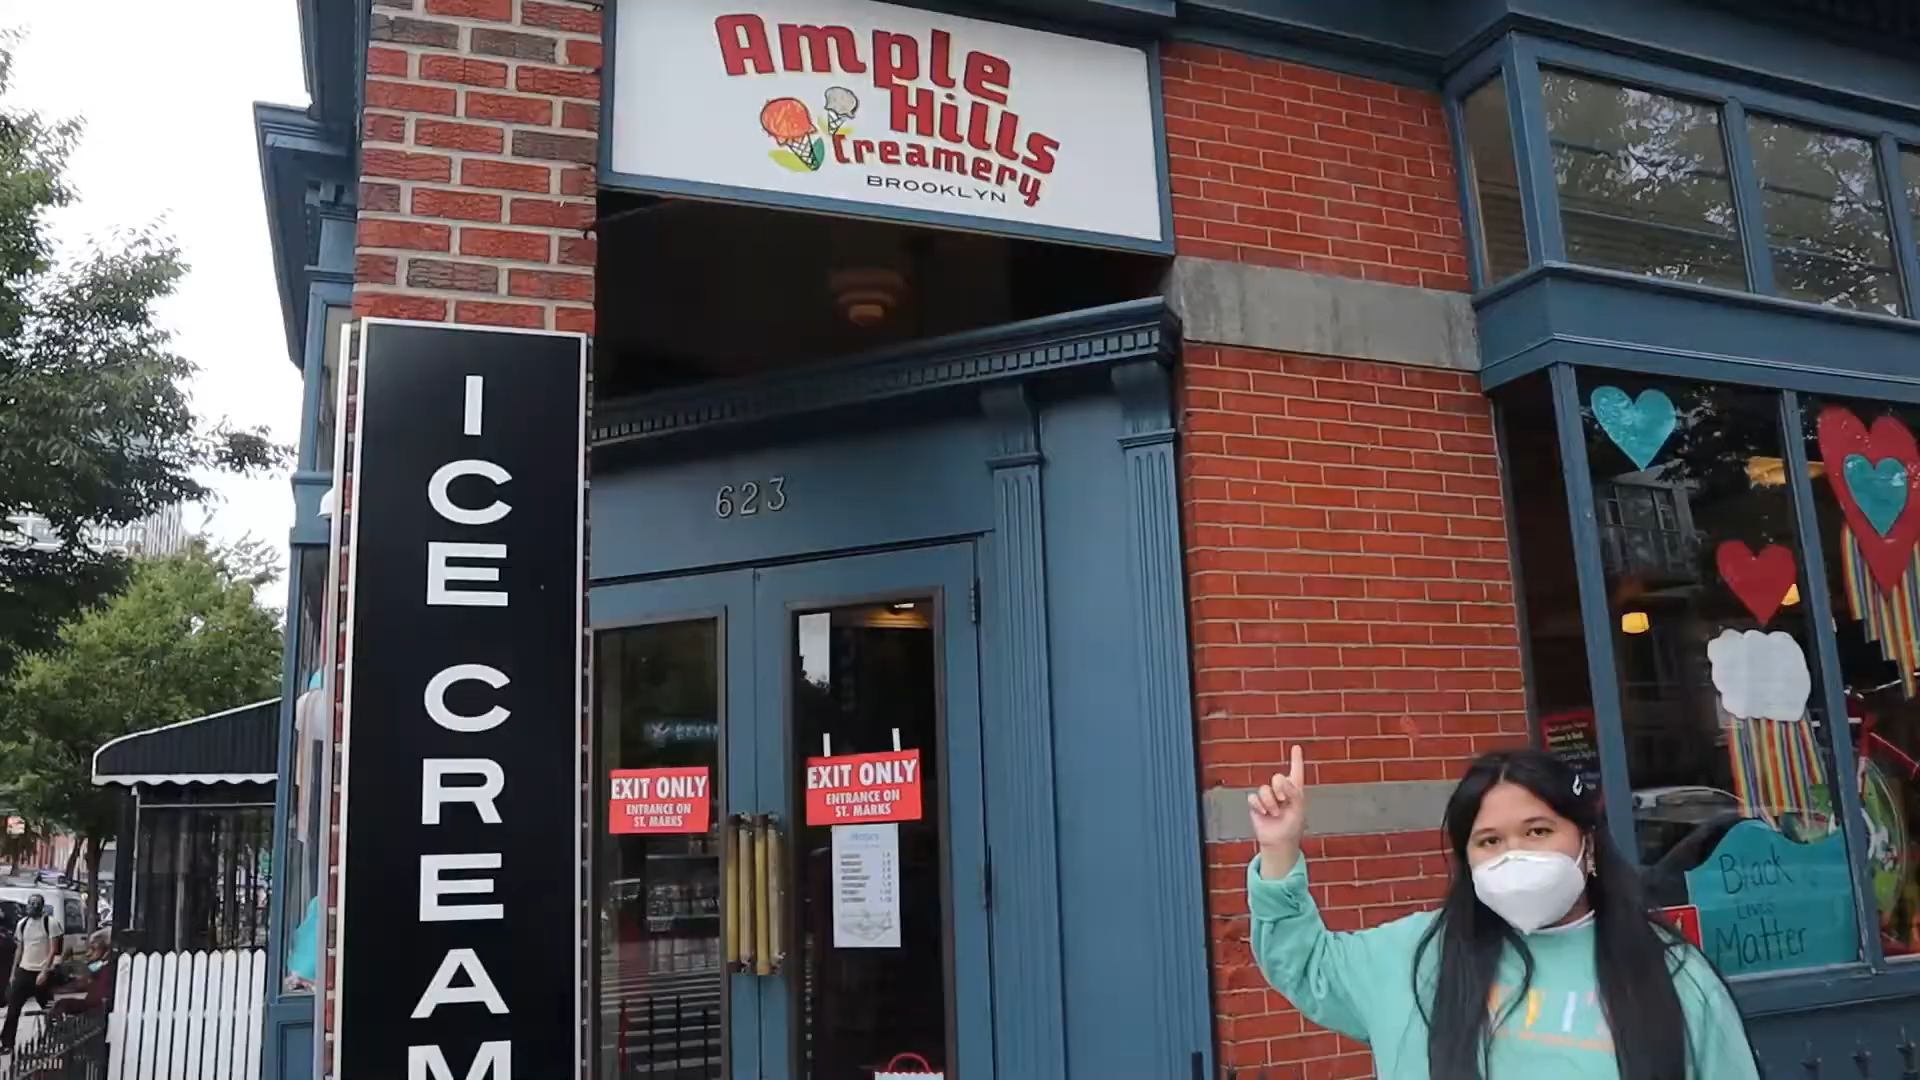 Ample
Hills
Creamery
BROOKLYN
ICE CREAM
623
EXIT ONLY
ENTRANCE ON
ST. MARKS
EXIT ONLY
ENTRANCE ON
ST. MARKS
Black
Lives
Matter